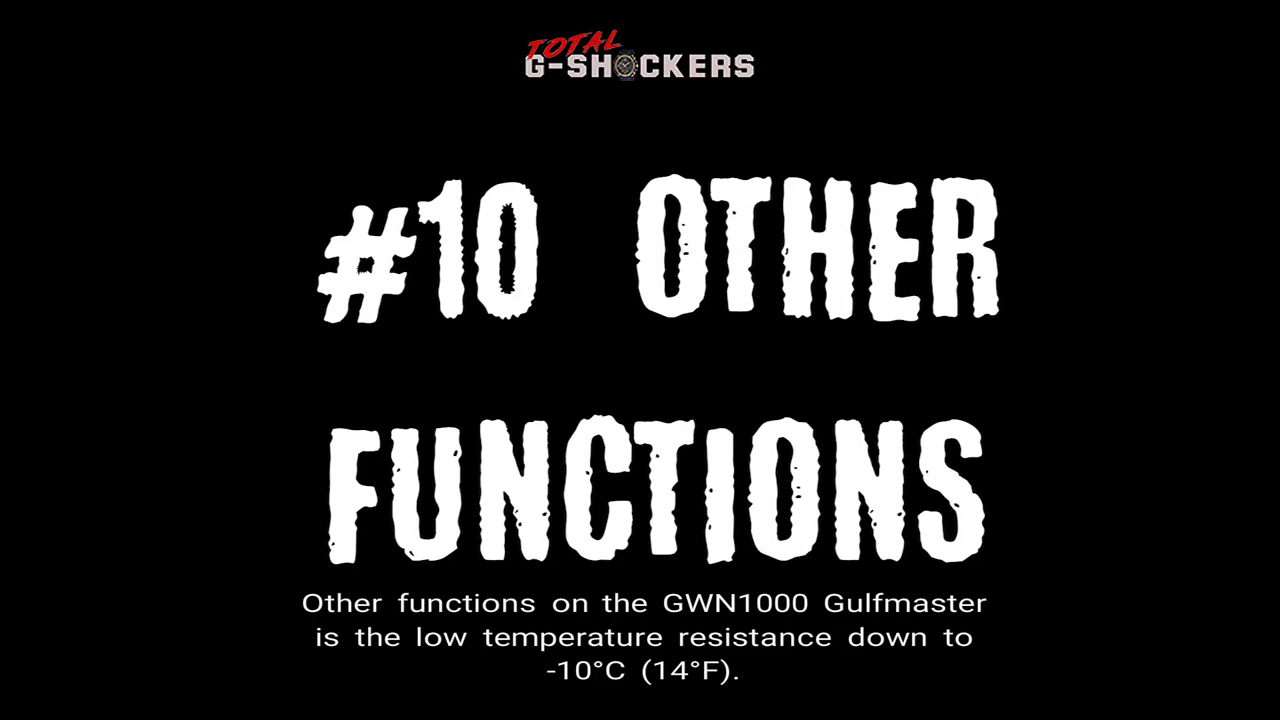 TOTAL
G-SHOCKERS
#10 OTHER
FUNCTIONS
Other functions on the GWN1000 Gulfmaster
is the low temperature resistance down to
-10°C (14°F).